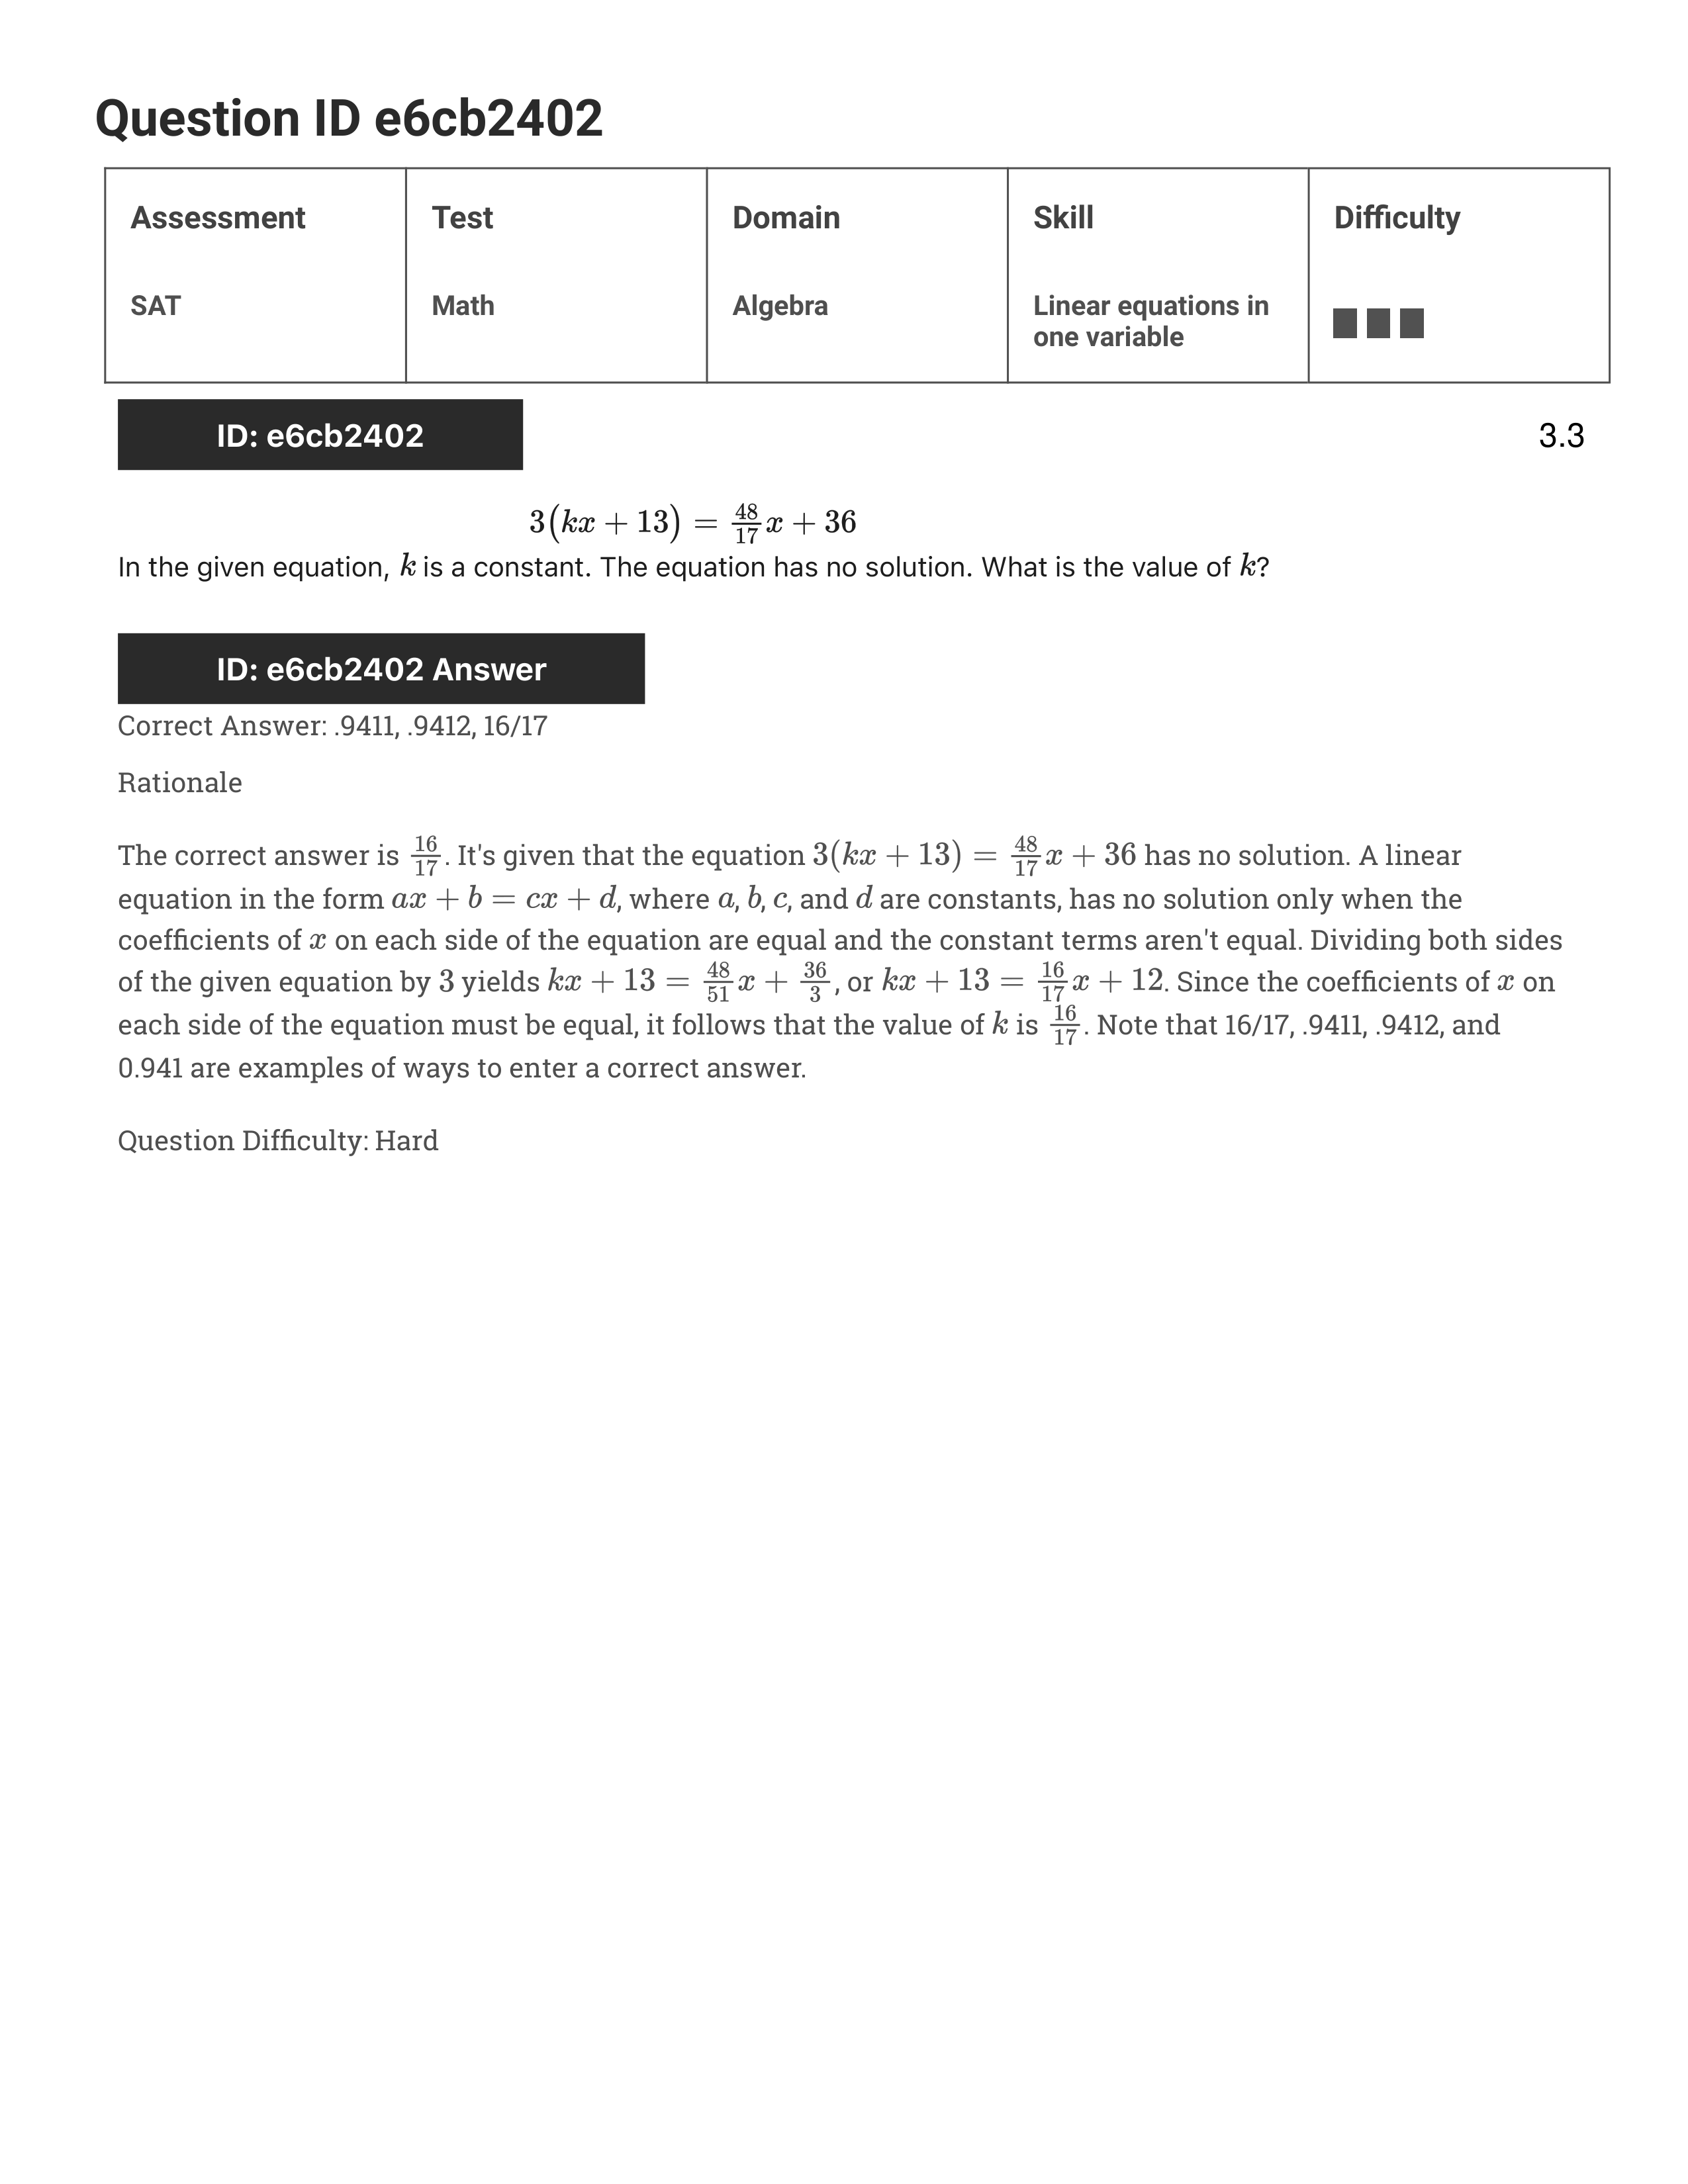 Question ID e6cb2402
Assessment
Test
Domain
Skill
Difficulty
SAT
Math
Algebra
Linear equations in
one variable
ID: e6cb2402
3.3
3(kx + 13) = 48/17 x + 36
In the given equation, k is a constant. The equation has no solution. What is the value of k?
ID: e6cb2402 Answer
Correct Answer: .9411, .9412, 16/17
Rationale
The correct answer is 16/17. It's given that the equation 3(kx + 13) = 48/17 x + 36 has no solution. A linear
equation in the form ax + b = cx + d, where a, b, c, and d are constants, has no solution only when the
coefficients of x on each side of the equation are equal and the constant terms aren't equal. Dividing both sides
of the given equation by 3 yields kx + 13 = 48/51 x + 36/3, or kx + 13 = 16/17 x + 12. Since the coefficients of x on
each side of the equation must be equal, it follows that the value of k is 16/17. Note that 16/17, .9411, .9412, and
0.941 are examples of ways to enter a correct answer.
Question Difficulty: Hard